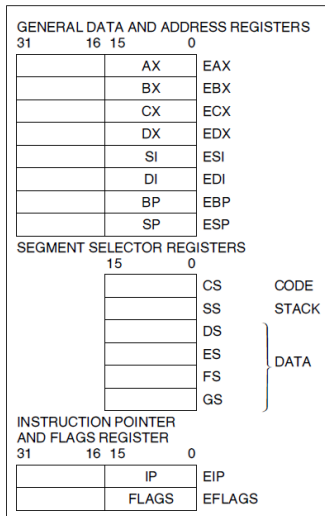 GENERAL DATA AND ADDRESS REGISTERS
31 16 15 0
AX EAX
BX EBX
CX ECX
DX EDX
SI ESI
DI EDI
BP EBP
SP ESP
SEGMENT SELECTOR REGISTERS
15 0
CS CODE
SS STACK
DS
ES
DATA
FS
GS
INSTRUCTION POINTER
AND FLAGS REGISTER
31 16 15 0
IP EIP
FLAGS EFLAGS